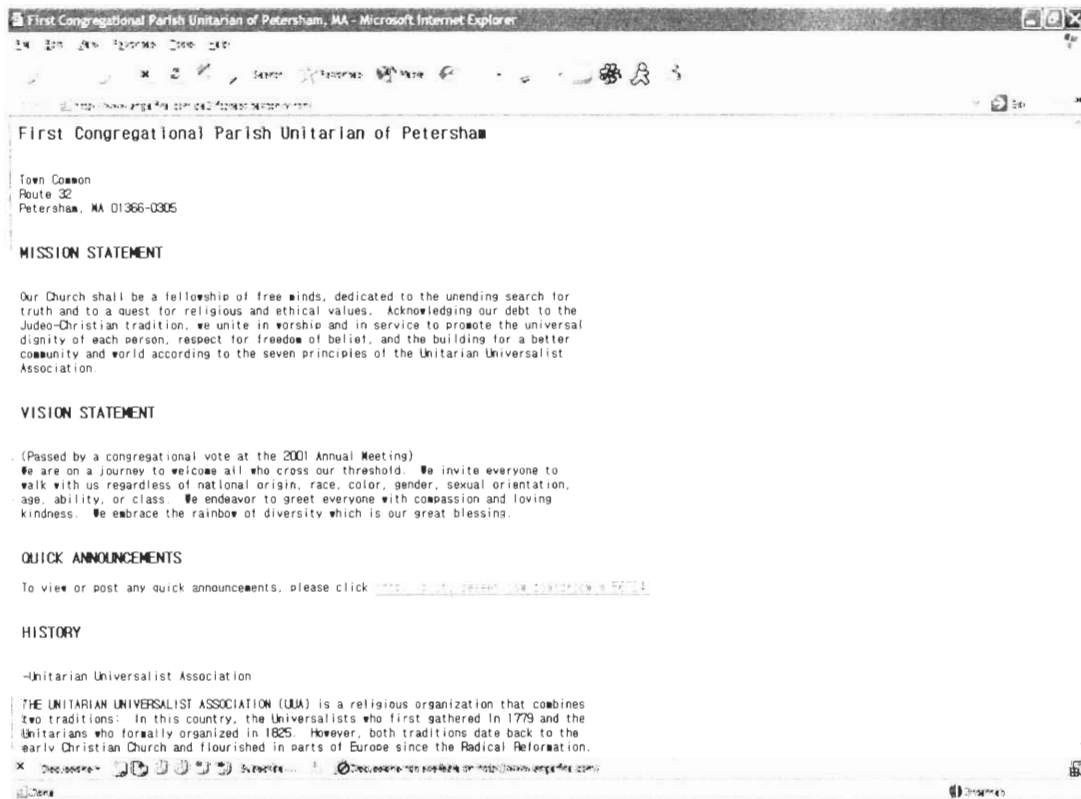 First Congregational Parish Unitarian of Petersham, MA - Microsoft Internet Explorer
Search Favorites
First Congregational Parish Unitarian of Petersham
Town Common
Route 32
Petersham, MA 01366-0305
MISSION STATEMENT
Our Church shall be a fellowship of free minds, dedicated to the unending search for
truth and to a quest for religious and ethical values. Acknowledging our debt to the
Judeo-Christian tradition, we unite in worship and in service to promote the universal
dignity of each person, respect for freedom of belief, and the building for a better
community and world according to the seven principles of the Unitarian Universalist
Association.
VISION STATEMENT
(Passed by a congregational vote at the 2001 Annual Meeting)
We are on a journey to welcome all who cross our threshold. We invite everyone to
walk with us regardless of national origin, race, color, gender, sexual orientation,
age, ability, or class. We endeavor to greet everyone with compassion and loving
kindness. We embrace the rainbow of diversity which is our great blessing.
QUICK ANNOUNCEMENTS
To view or post any quick announcements, please click
HISTORY
-Unitarian Universalist Association
THE UNITARIAN UNIVERSALIST ASSOCIATION (UUA) is a religious organization that combines
two traditions: In this country, the Universalists who first gathered in 1779 and the
Unitarians who formally organized in 1825. However, both traditions date back to the
early Christian Church and flourished in parts of Europe since the Radical Reformation.
Done